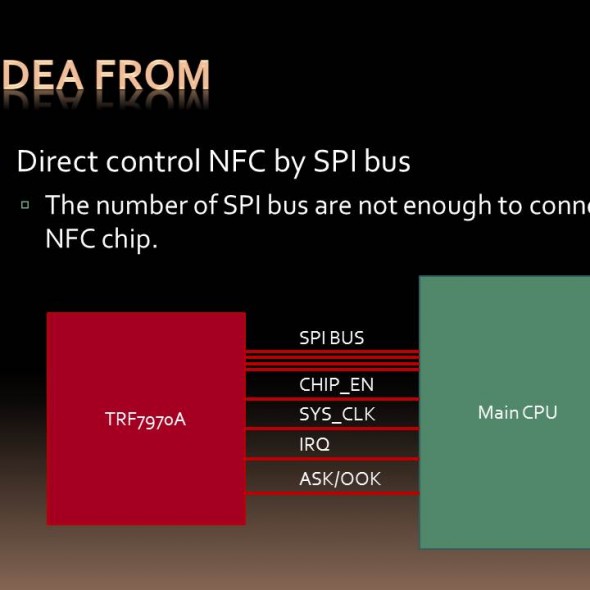 DEA FROM
Direct control NFC by SPI bus
The number of SPI bus are not enough to conne
NFC chip.
SPI BUS
CHIP_EN
SYS_CLK
IRQ
ASK/OOK
TRF7970A
Main CPU